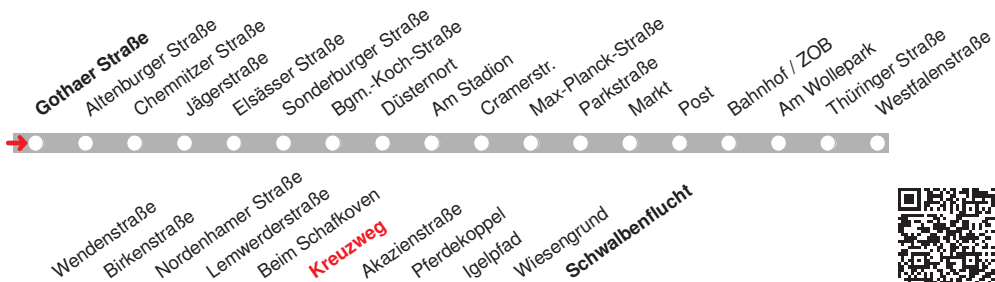 Gothaer Straße
Altenburger Straße
Chemnitzer Straße
Jägerstraße
Elsässer Straße
Sonderburger Straße
Bgm.-Koch-Straße
Düsternort
Am Stadion
Cramerstr.
Max-Planck-Straße
Parkstraße
Markt
Post
Bahnhof / ZOB
Am Wollepark
Thüringer Straße
Westfalenstraße
Wendenstraße
Birkenstraße
Nordenhamer Straße
Lemwerderstraße
Beim Schafkoven
Kreuzweg
Akazienstraße
Pferdekoppel
Igelpfad
Wiesengrund
Schwalbenflucht